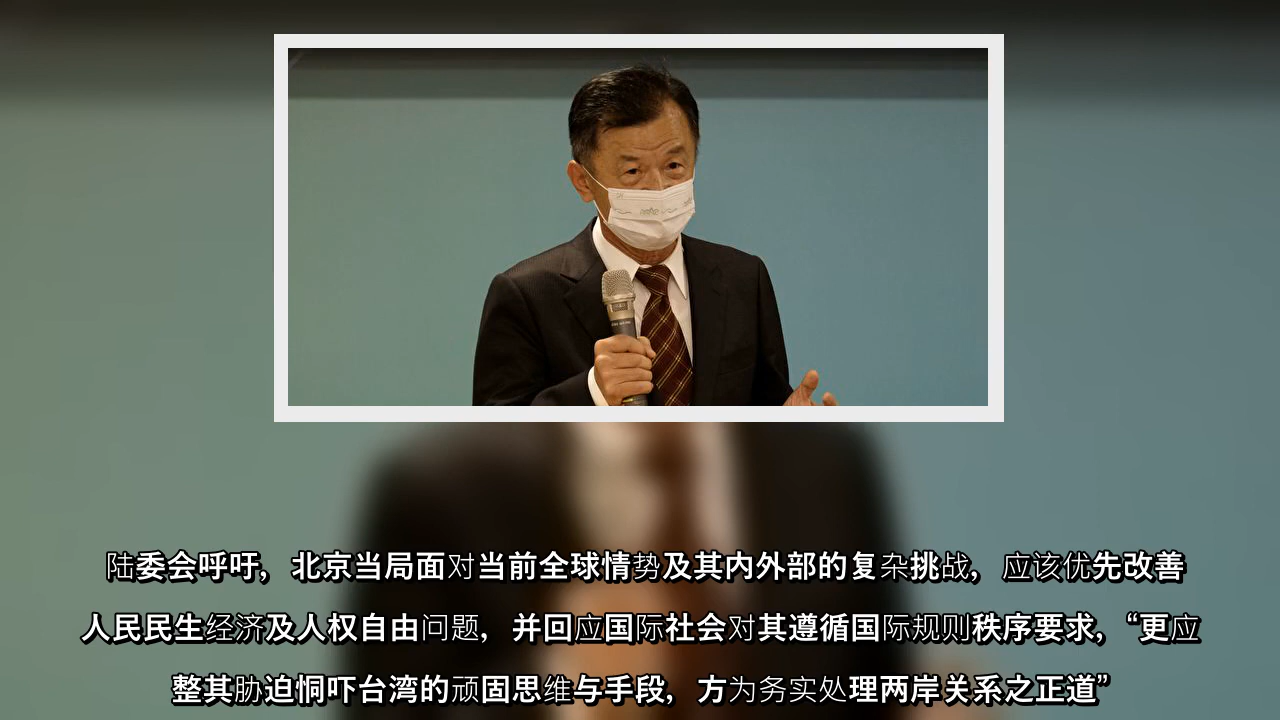 陆委会呼吁，北京当局面对当前全球情势及其内外部的复杂挑战，应该优先改善
人民民生经济及人权自由问题，并回应国际社会对其遵循国际规则秩序要求，“更应
整其胁迫恫吓台湾的顽固思维与手段，方为务实处理两岸关系之正道”